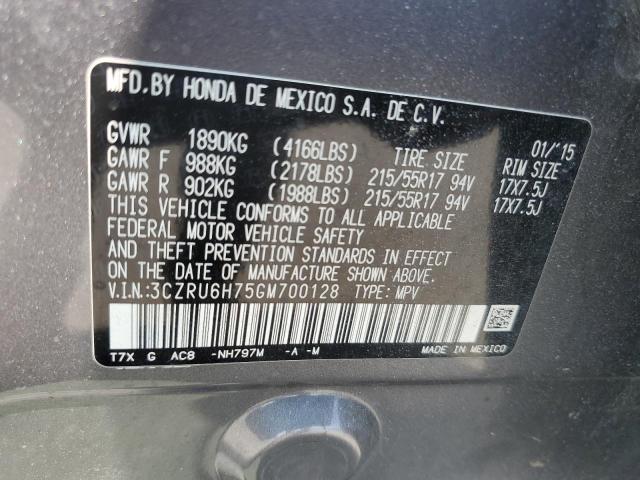 MFD.BY HONDA DE MEXICO S.A. DE C.V.
01/'15
GVWR 1890KG (4166LBS) TIRE SIZE RIM SIZE
GAWR F 988KG (2178LBS) 215/55R17 94V 17X7.5J
GAWR R 902KG (1988LBS) 215/55R17 94V 17X7.5J
THIS VEHICLE CONFORMS TO ALL APPLICABLE
FEDERAL MOTOR VEHICLE SAFETY
AND THEFT PREVENTION STANDARDS IN EFFECT
ON THE DATE OF MANUFACTURE SHOWN ABOVE.
V.I.N.:3CZRU6H75GM700128 TYPE: MPV
T7X G AC8 -NH797M -A -M MADE IN MEXICO